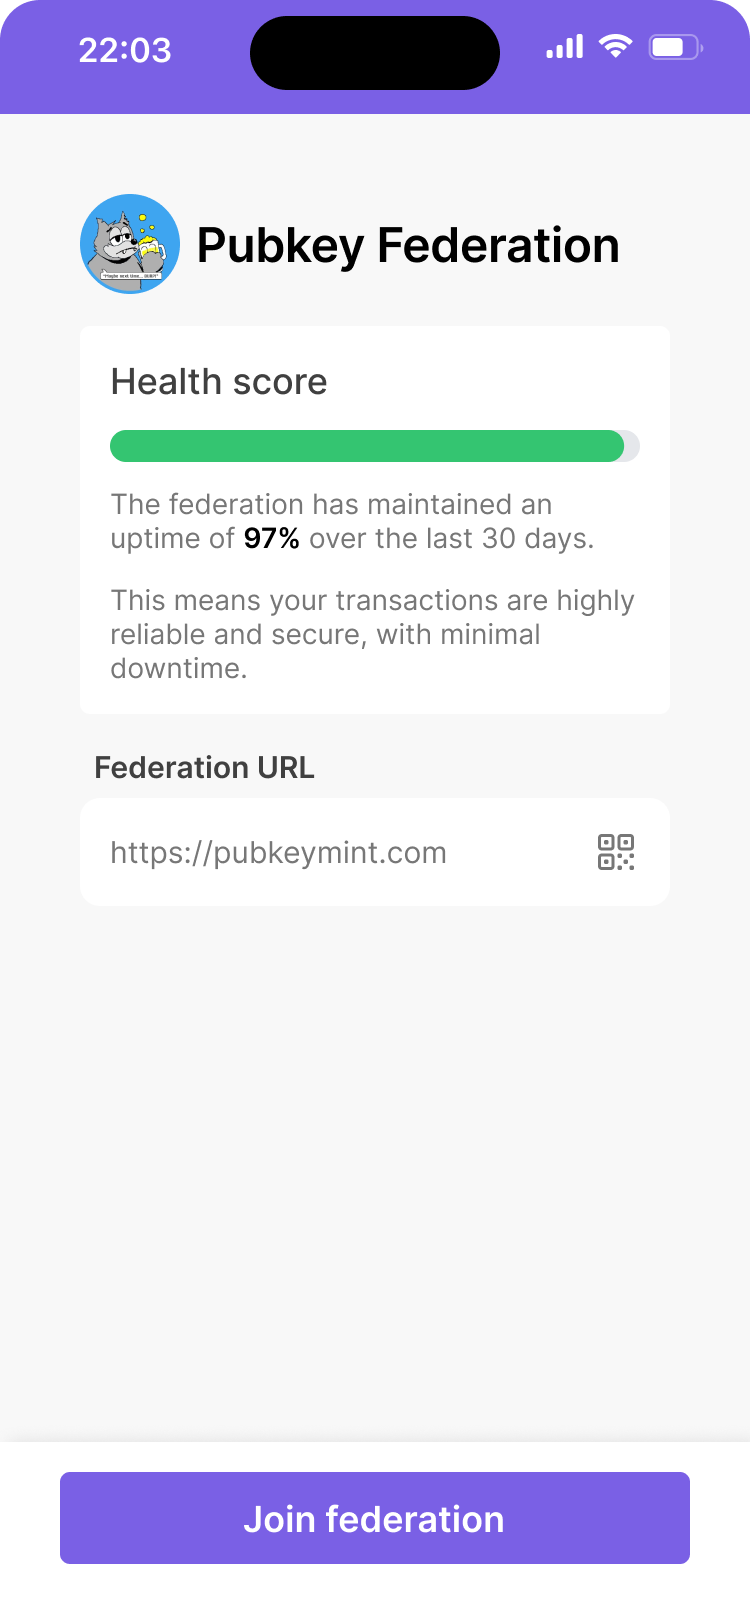 22:03
Pubkey Federation
Health score
The federation has maintained an
uptime of 97% over the last 30 days.
This means your transactions are highly
reliable and secure, with minimal
downtime.
Federation URL
https://pubkeymint.com
Join federation